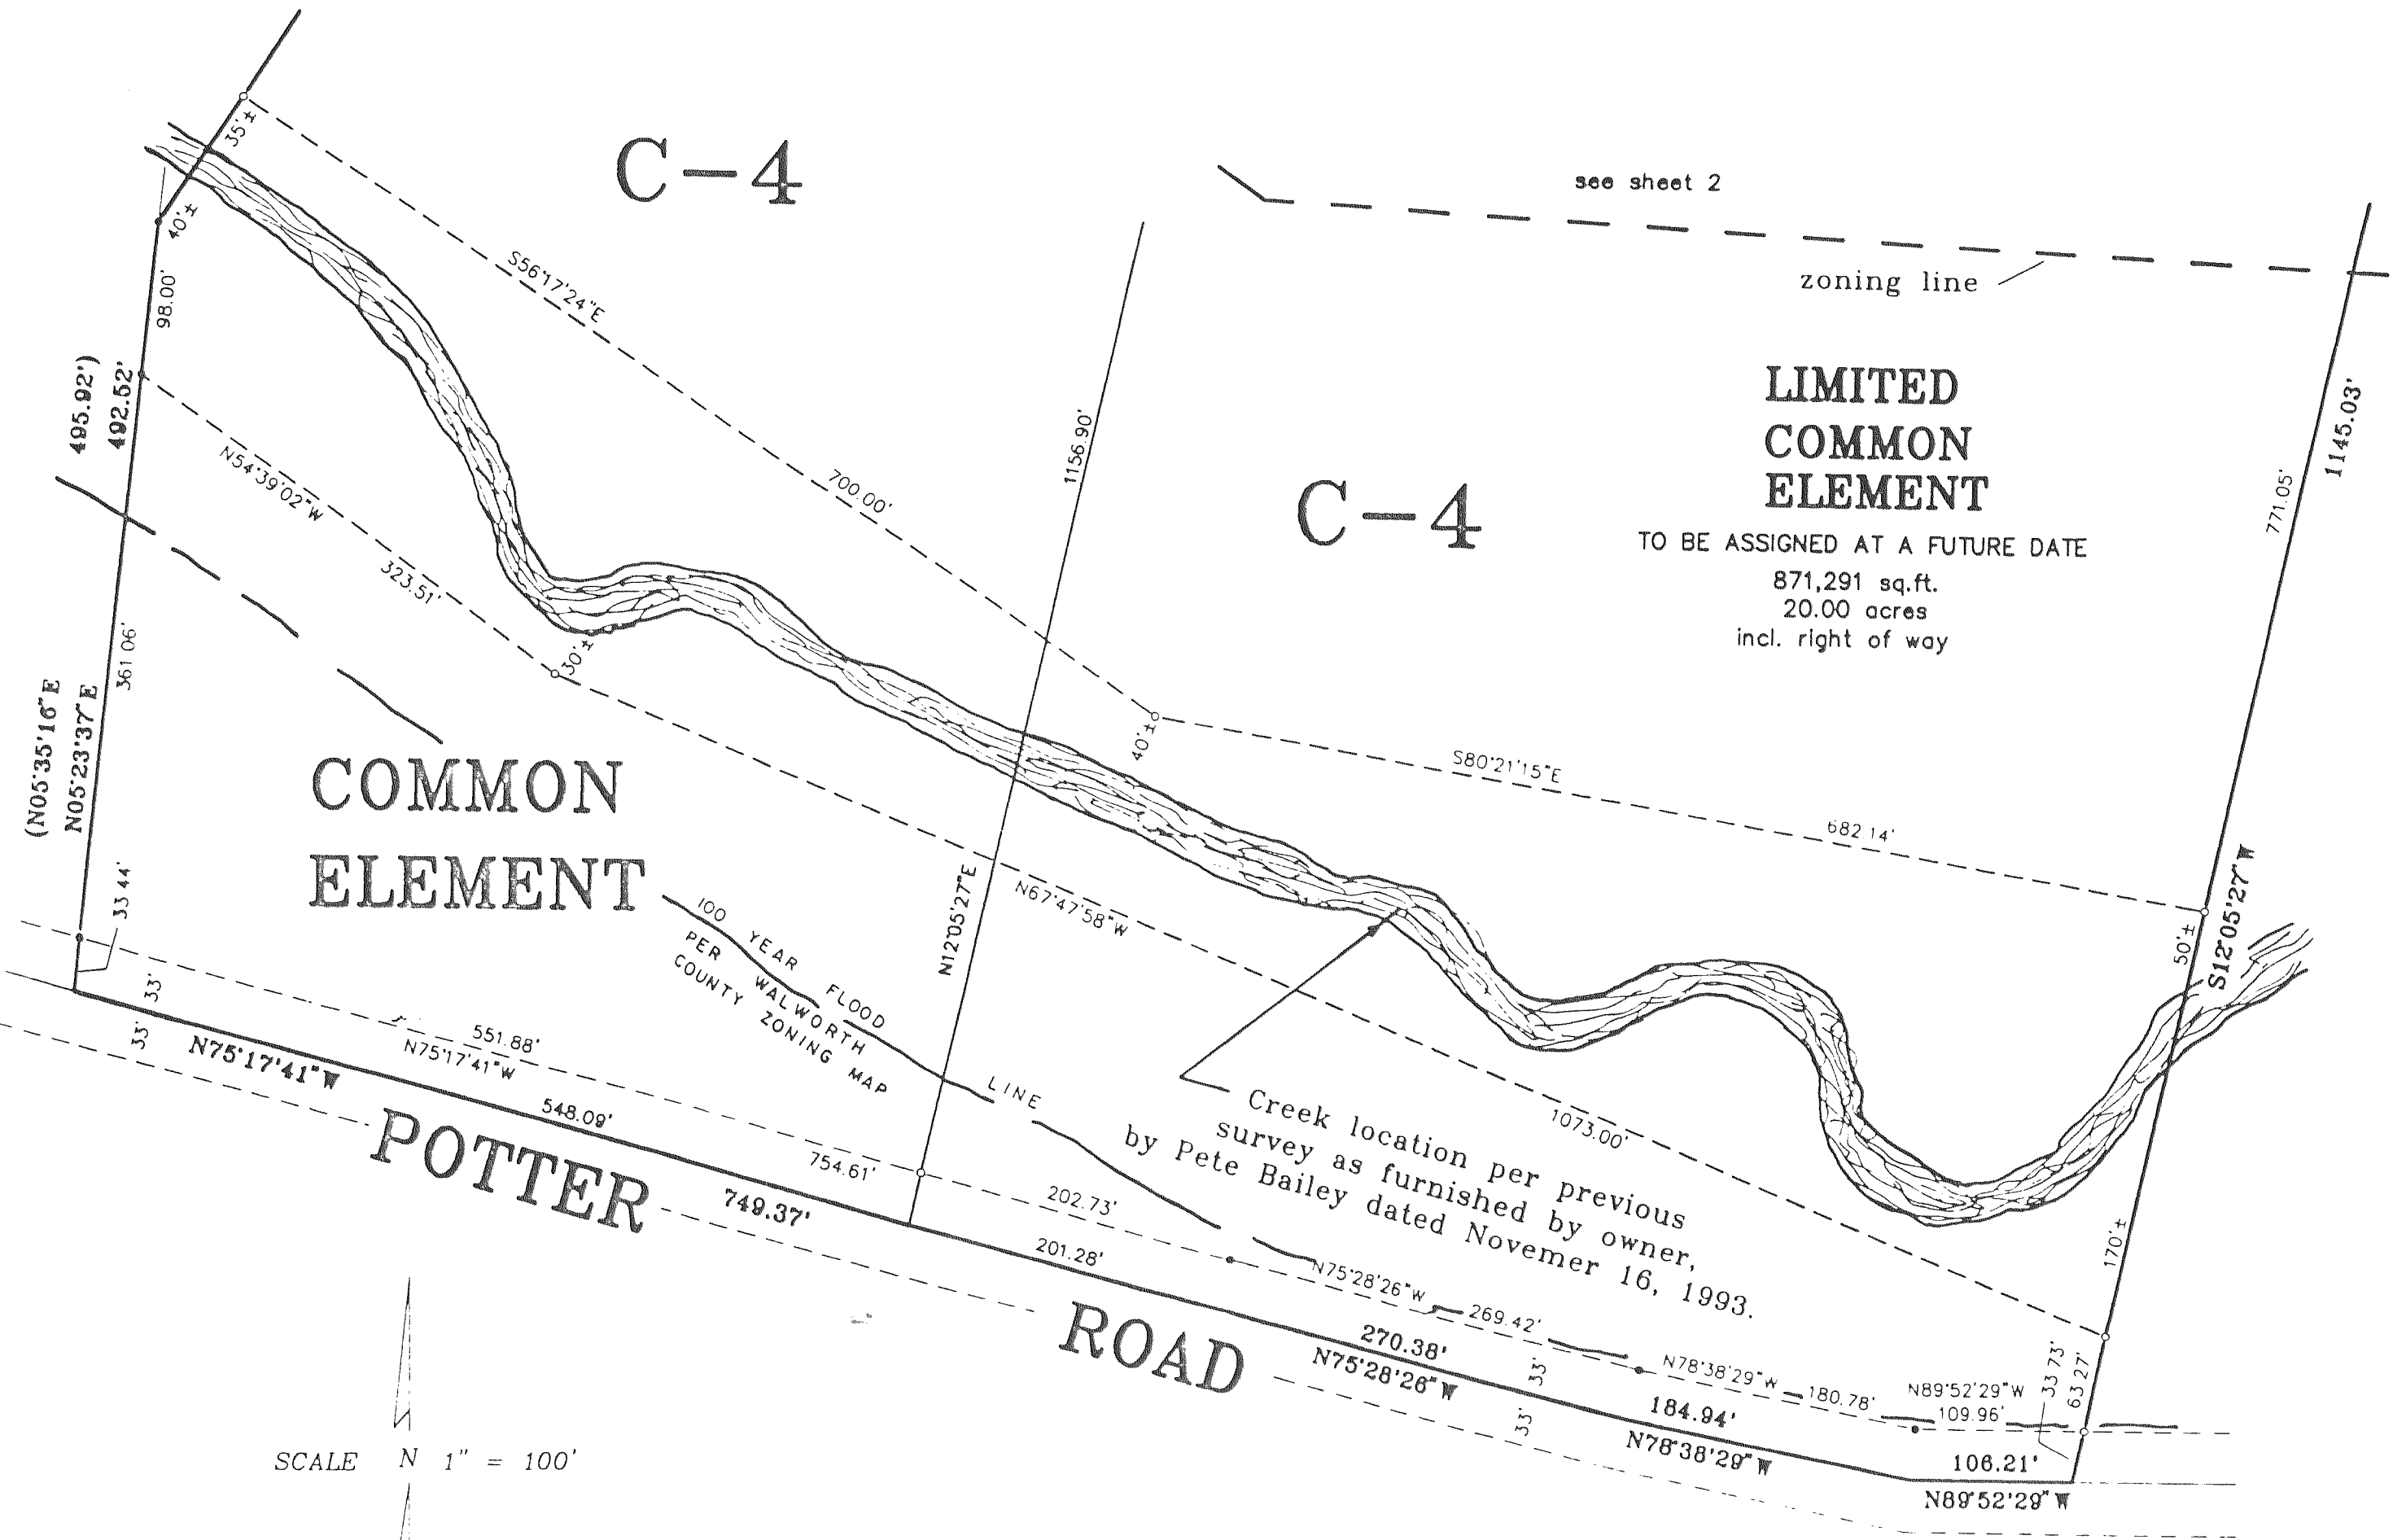 C-4
see sheet 2
zoning line
35'±
40'±
98.00'
S56°17'24"E
700.00'
1156.90'
LIMITED
COMMON
ELEMENT
TO BE ASSIGNED AT A FUTURE DATE
871,291 sq.ft.
20.00 acres
incl. right of way
C-4
1145.03'
771.05'
495.92')
492.52'
N54°39'02"W
323.51'
30'±
361.06'
(N05°35'16"E
N05°23'37"E
40'±
S80°21'15"E
682.14'
S12°05'27"W
50'±
COMMON
ELEMENT
33.44'
100 YEAR FLOOD LINE
PER WALWORTH
COUNTY ZONING MAP
N12°05'27"E
N67°47'58"W
1073.00'
Creek location per previous
survey as furnished by owner,
by Pete Bailey dated Novemer 16, 1993.
170'±
33'
33'
551.88'
N75°17'41"W
N75°17'41"W
548.09'
754.61'
749.37'
POTTER
ROAD
202.73'
201.28'
N75°28'26"W
269.42'
270.38'
N75°28'26"W
33'
33'
N78°38'29"W
180.78'
184.94'
N78°38'29"W
N89°52'29"W
109.96'
33.73'
63.27'
106.21'
N89°52'29"W
SCALE N 1" = 100'